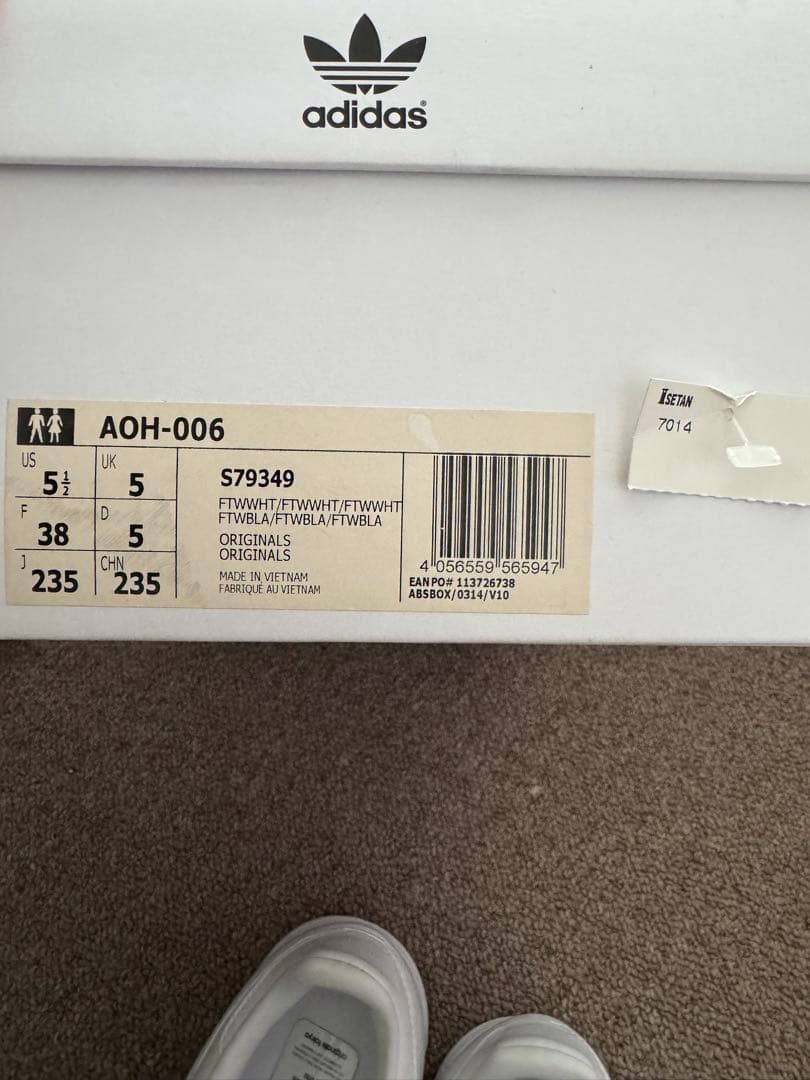 adidas®
ISETAN
7014
AOH-006
US 5½ UK 5
F 38 D 5
J 235 CHN 235
S79349
FTWWHT/FTWWHT/FTWWHT
FTWBLA/FTWBLA/FTWBLA
ORIGINALS
ORIGINALS
MADE IN VIETNAM
FABRIQUÉ AU VIETNAM
4 056559 565947
EAN PO# 113726738
ABSBOX/0314/V10